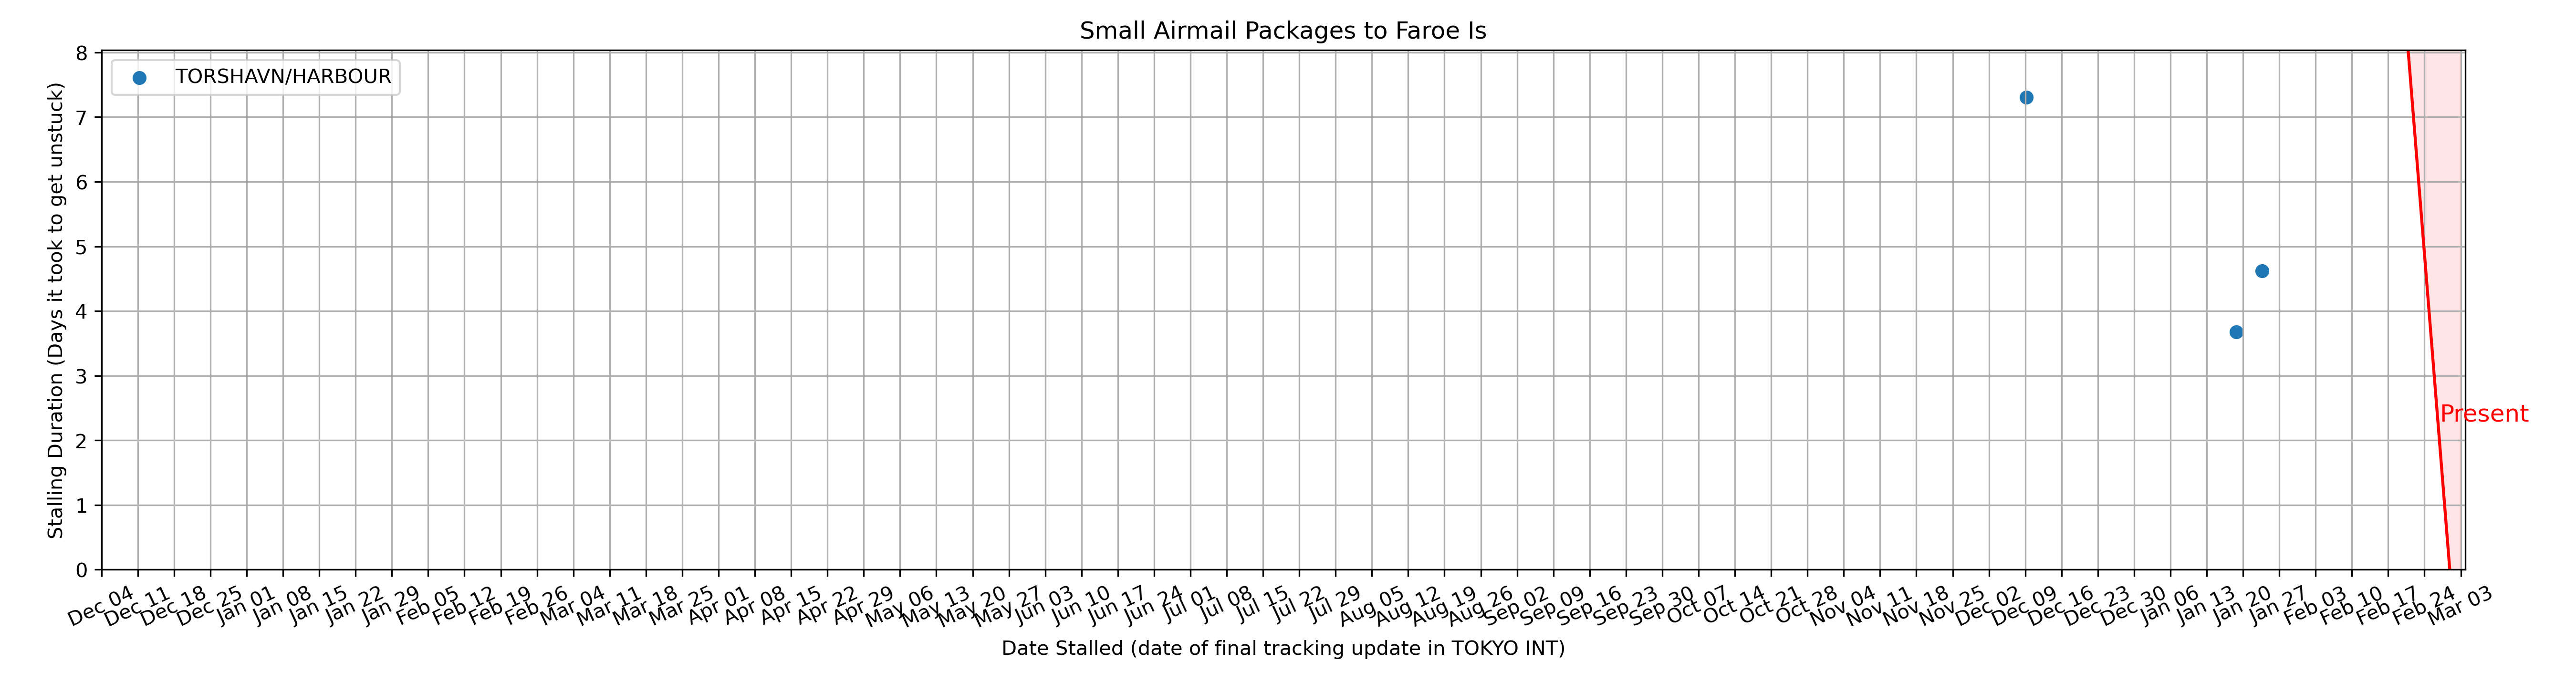 Small Airmail Packages to Faroe Is
TORSHAVN/HARBOUR
Stalling Duration (Days it took to get unstuck)
8
7
6
5
4
3
2
1
0
Present
Dec 04 Dec 11 Dec 18 Dec 25 Jan 01 Jan 08 Jan 15 Jan 22 Jan 29 Feb 05 Feb 12 Feb 19 Feb 26 Mar 04 Mar 11 Mar 18 Mar 25 Apr 01 Apr 08 Apr 15 Apr 22 Apr 29 May 06 May 13 May 20 May 27 Jun 03 Jun 10 Jun 17 Jun 24 Jul 01 Jul 08 Jul 15 Jul 22 Jul 29 Aug 05 Aug 12 Aug 19 Aug 26 Sep 02 Sep 09 Sep 16 Sep 23 Sep 30 Oct 07 Oct 14 Oct 21 Oct 28 Nov 04 Nov 11 Nov 18 Nov 25 Dec 02 Dec 09 Dec 16 Dec 23 Dec 30 Jan 06 Jan 13 Jan 20 Jan 27 Feb 03 Feb 10 Feb 17 Feb 24 Mar 03
Date Stalled (date of final tracking update in TOKYO INT)